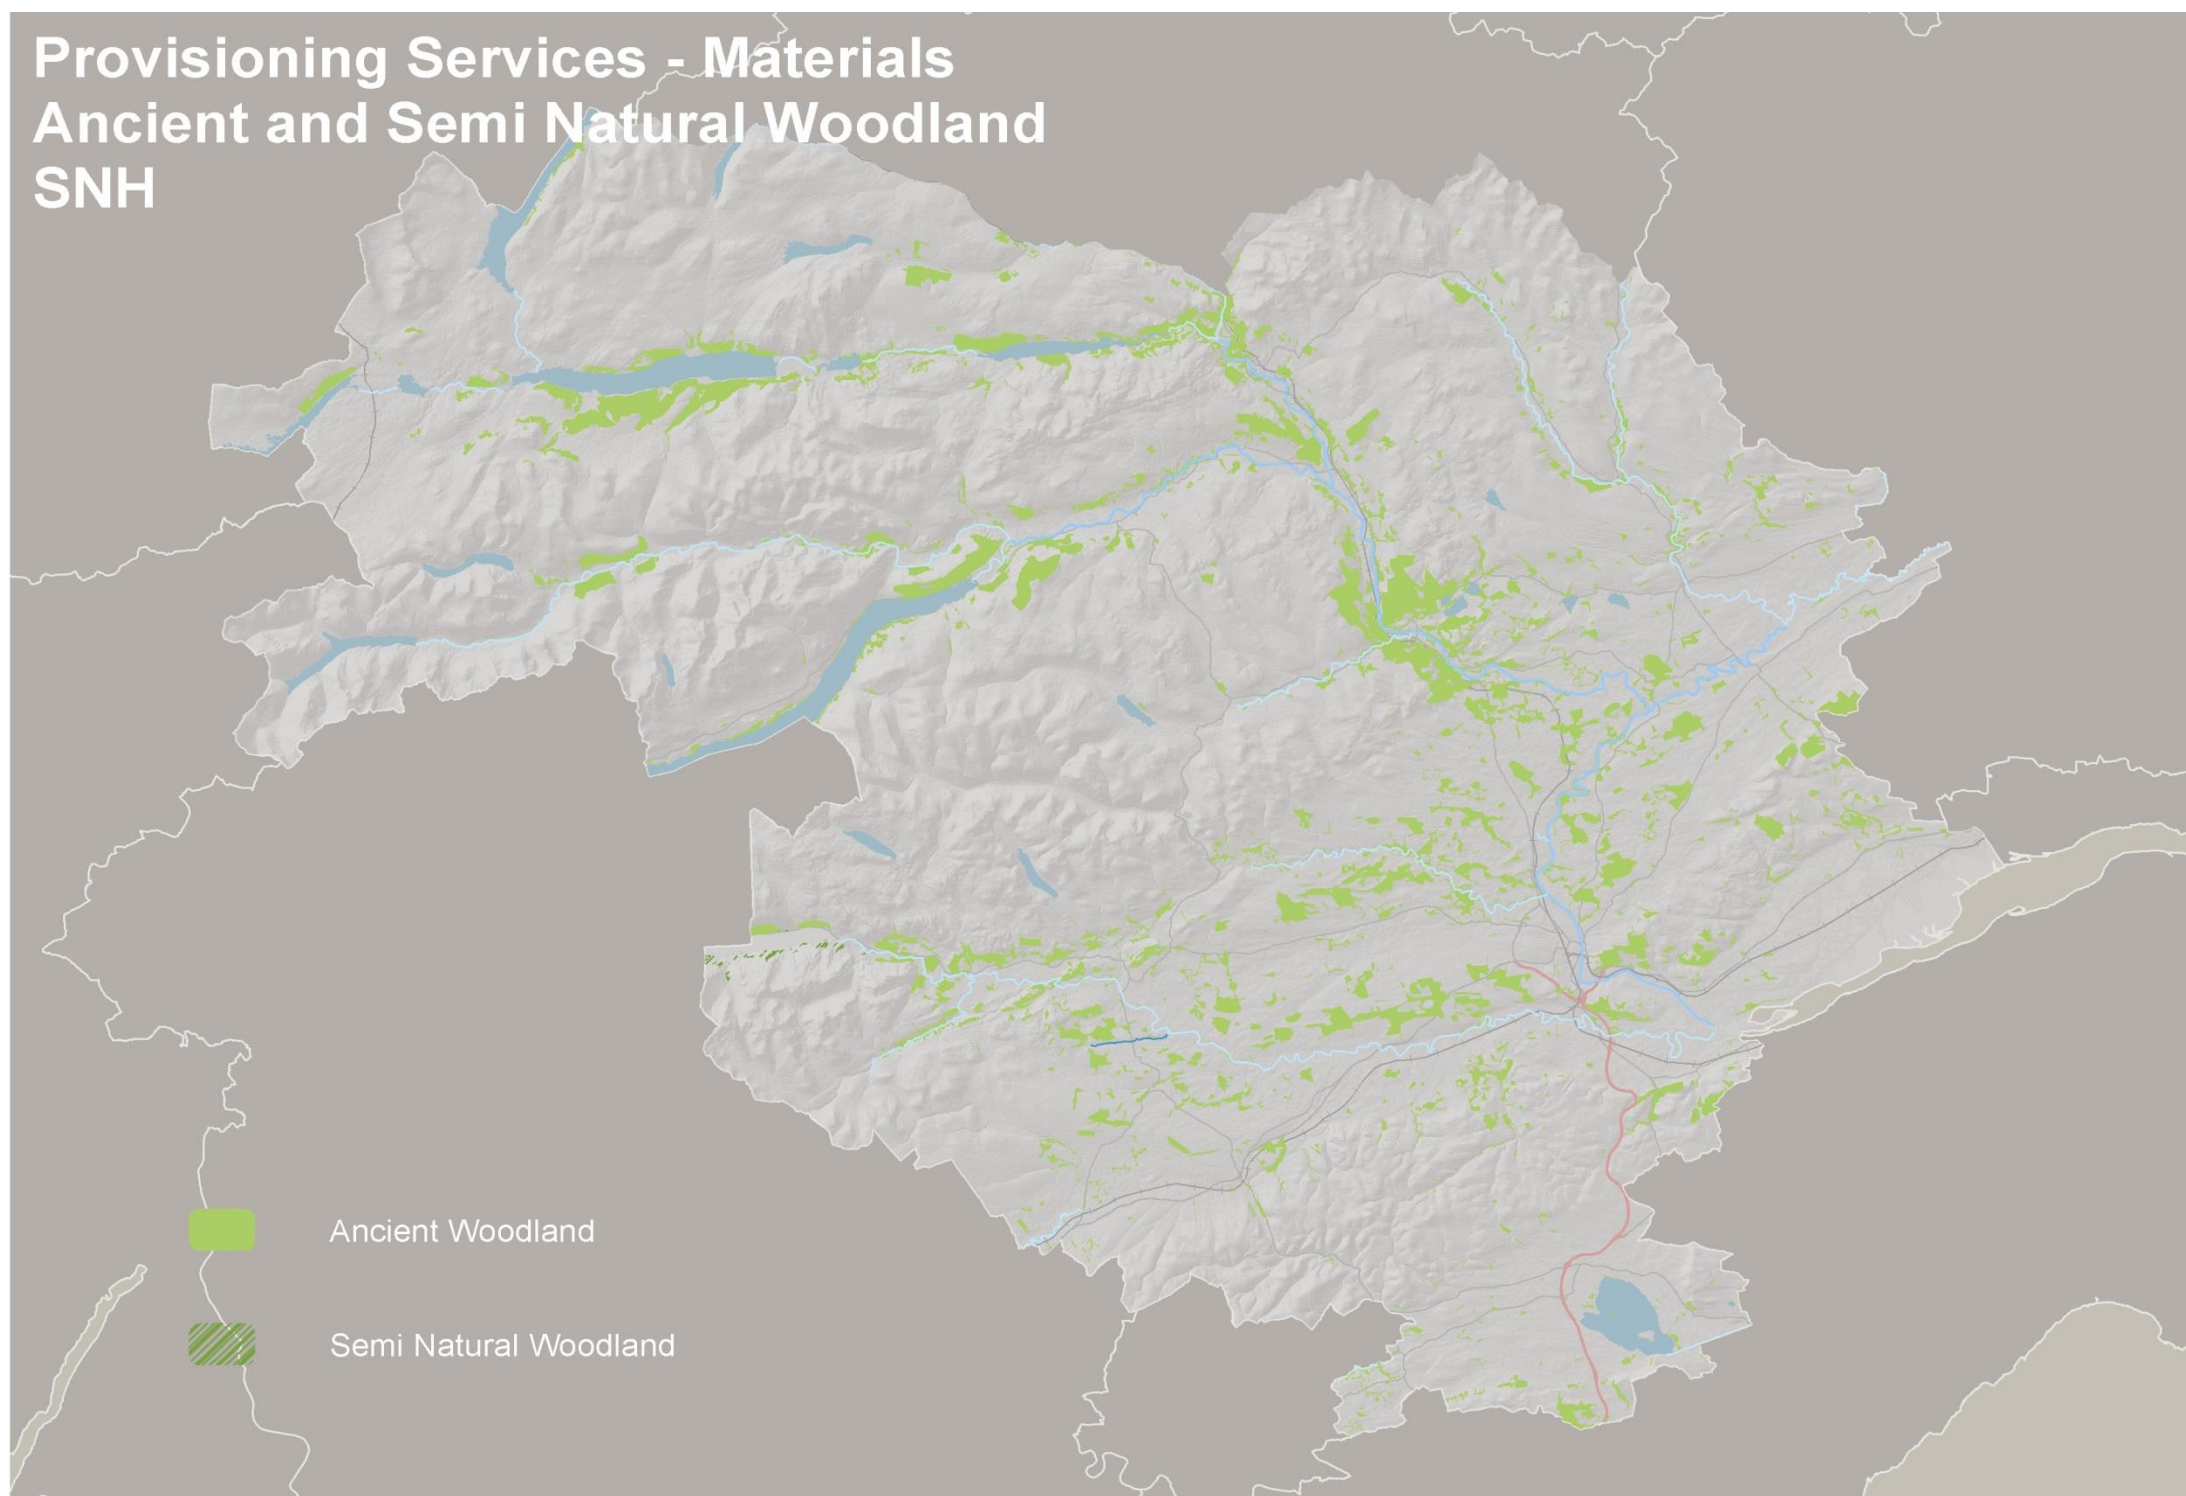 Provisioning Services - Materials
Ancient and Semi Natural Woodland
SNH
Ancient Woodland
Semi Natural Woodland